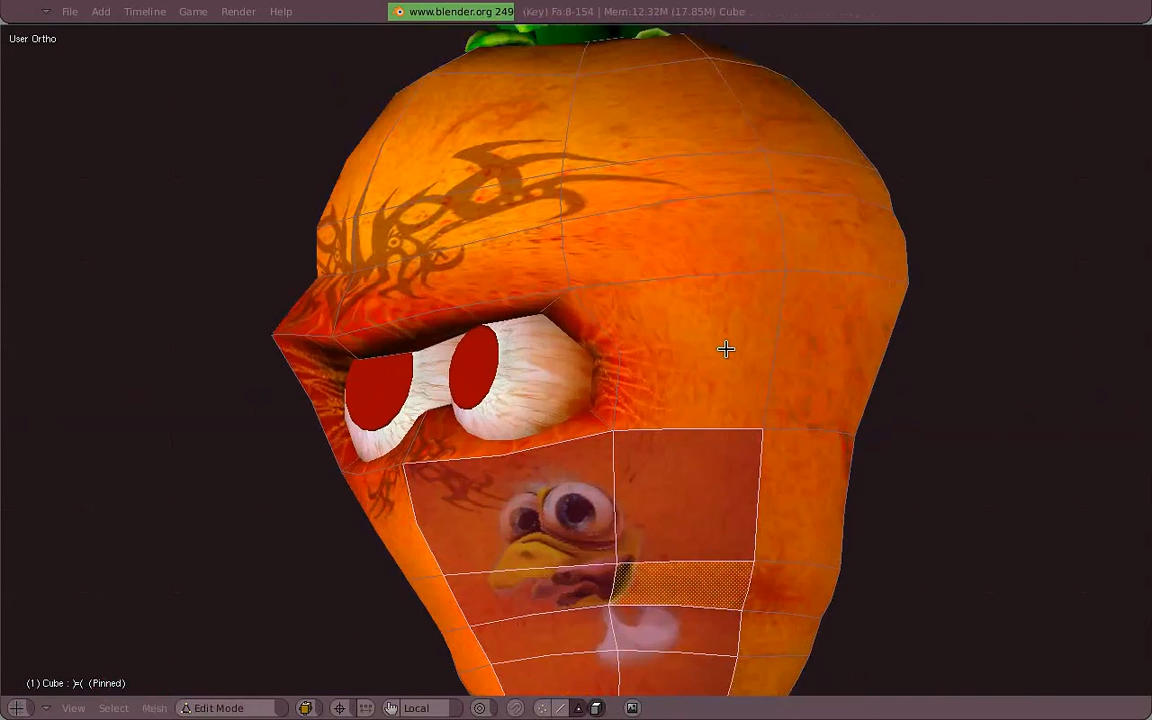 File Add Timeline Game Render Help www.blender.org 249 (Key) Fa:8-154 | Mem:12.32M (17.85M) Cube
User Ortho
(1) Cube : )=( (Pinned)
View Select Mesh Edit Mode Local